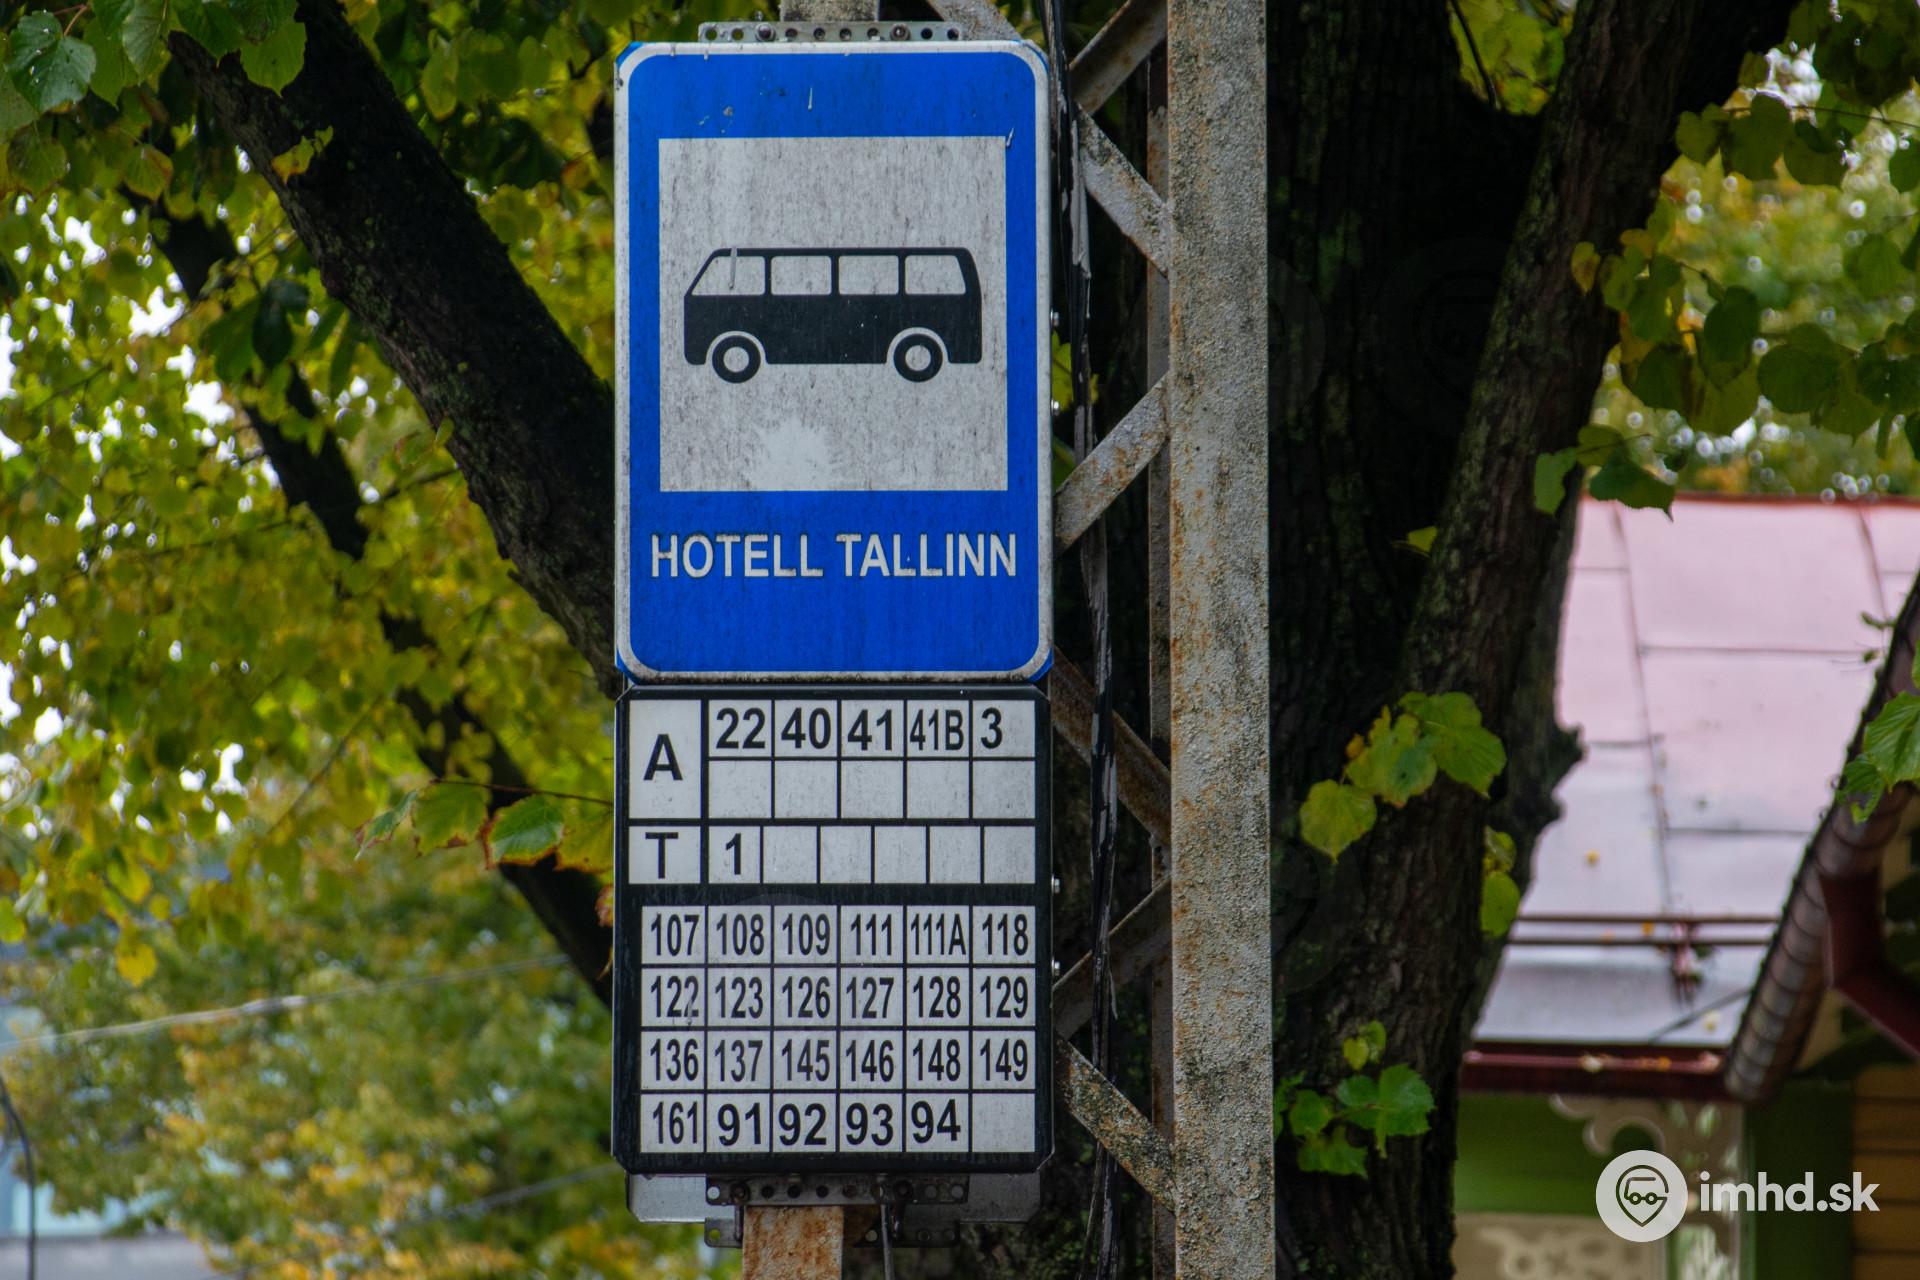 HOTELL TALLINN
A 22 40 41 41B 3
T 1
107 108 109 111 111A 118
122 123 126 127 128 129
136 137 145 146 148 149
161 91 92 93 94
imhd.sk